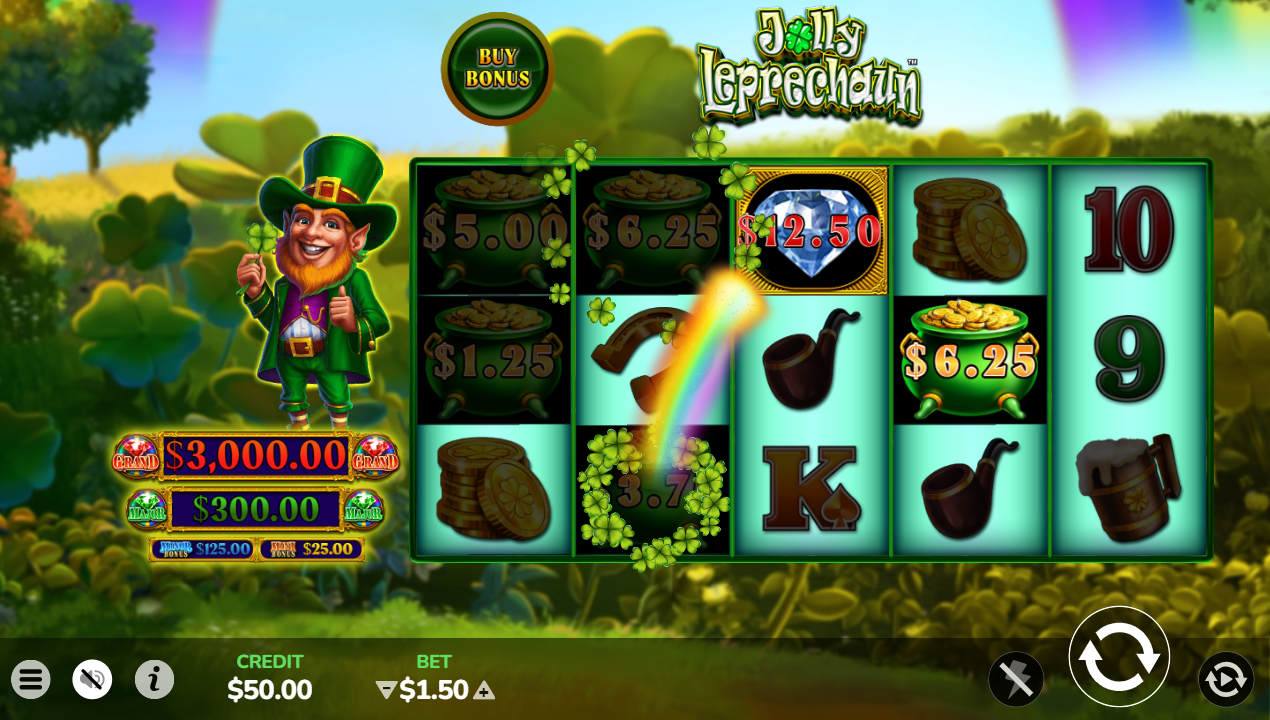 BUY
BONUS
Jolly
Leprechaun™
$5.00
$6.25
$12.50
10
$1.25
$6.25
9
3.7
K
GRAND $3,000.00 GRAND
MAJOR $300.00 MAJOR
MINOR BONUS $125.00 MINI BONUS $25.00
CREDIT
$50.00
BET
$1.50